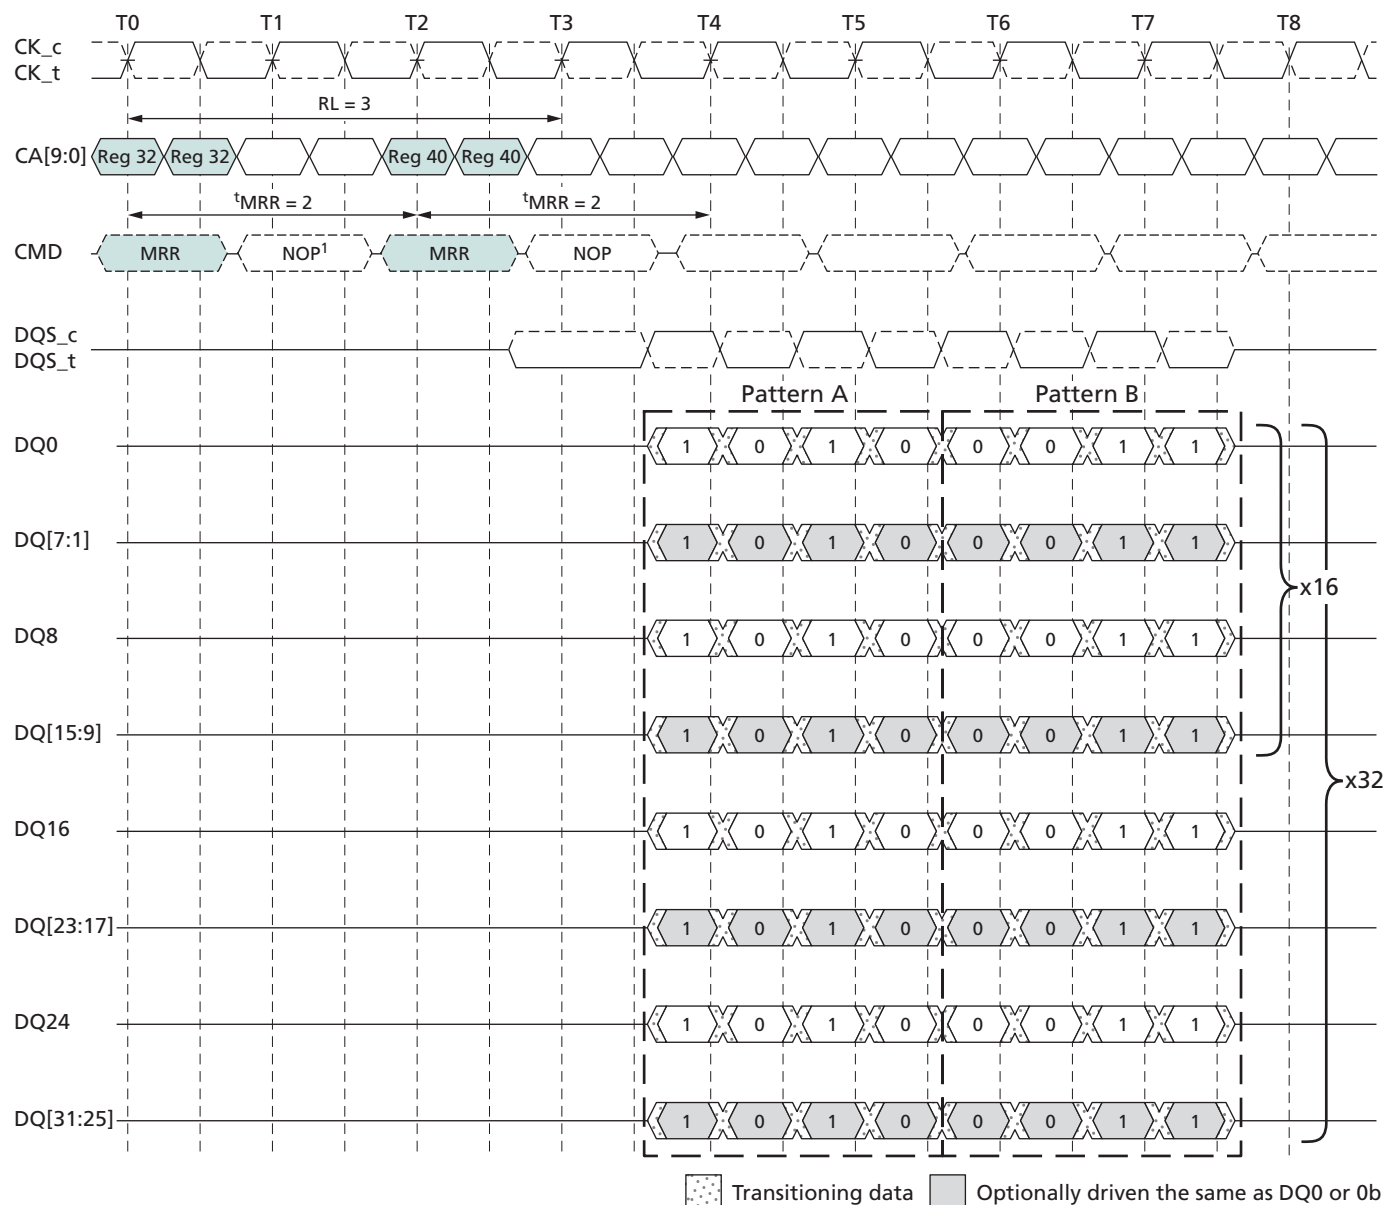 T0 T1 T2 T3 T4 T5 T6 T7 T8
CK_c
CK_t
RL = 3
CA[9:0] Reg 32 Reg 32 Reg 40 Reg 40
tMRR = 2 tMRR = 2
CMD MRR NOP1 MRR NOP
DQS_c
DQS_t
Pattern A Pattern B
DQ0 1 0 1 0 0 0 1 1
DQ[7:1] 1 0 1 0 0 0 1 1
x16
DQ8 1 0 1 0 0 0 1 1
DQ[15:9] 1 0 1 0 0 0 1 1
x32
DQ16 1 0 1 0 0 0 1 1
DQ[23:17] 1 0 1 0 0 0 1 1
DQ24 1 0 1 0 0 0 1 1
DQ[31:25] 1 0 1 0 0 0 1 1
Transitioning data Optionally driven the same as DQ0 or 0b